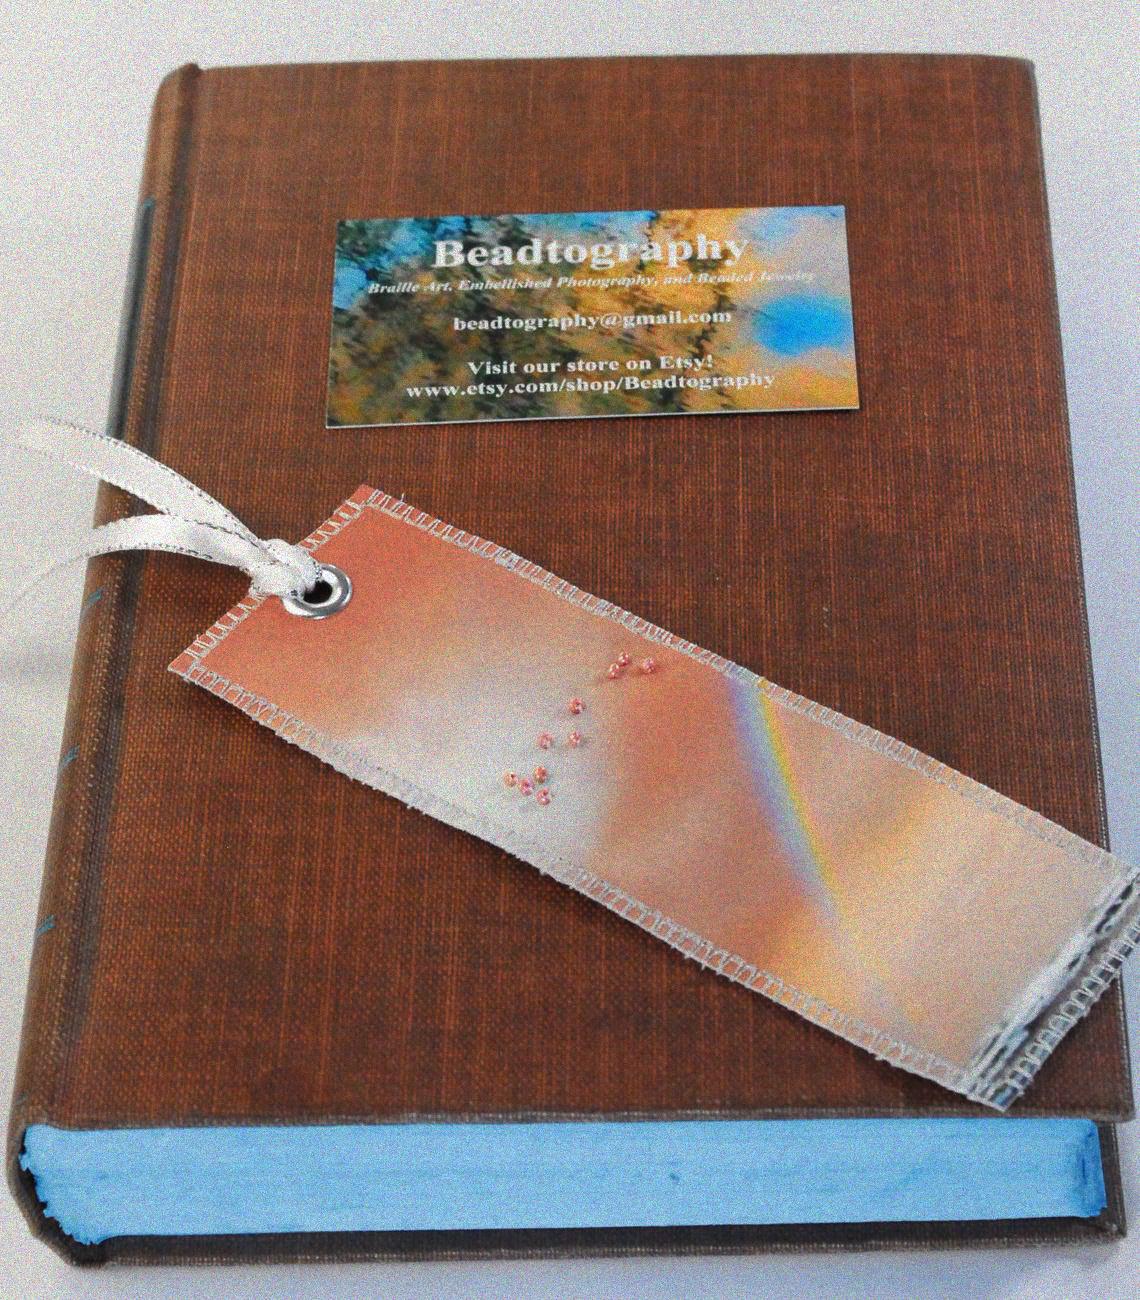 Beadtography
Braille Art, Embellished Photography, and Beaded Jewelry
beadtography@gmail.com
Visit our store on Etsy!
www.etsy.com/shop/Beadtography